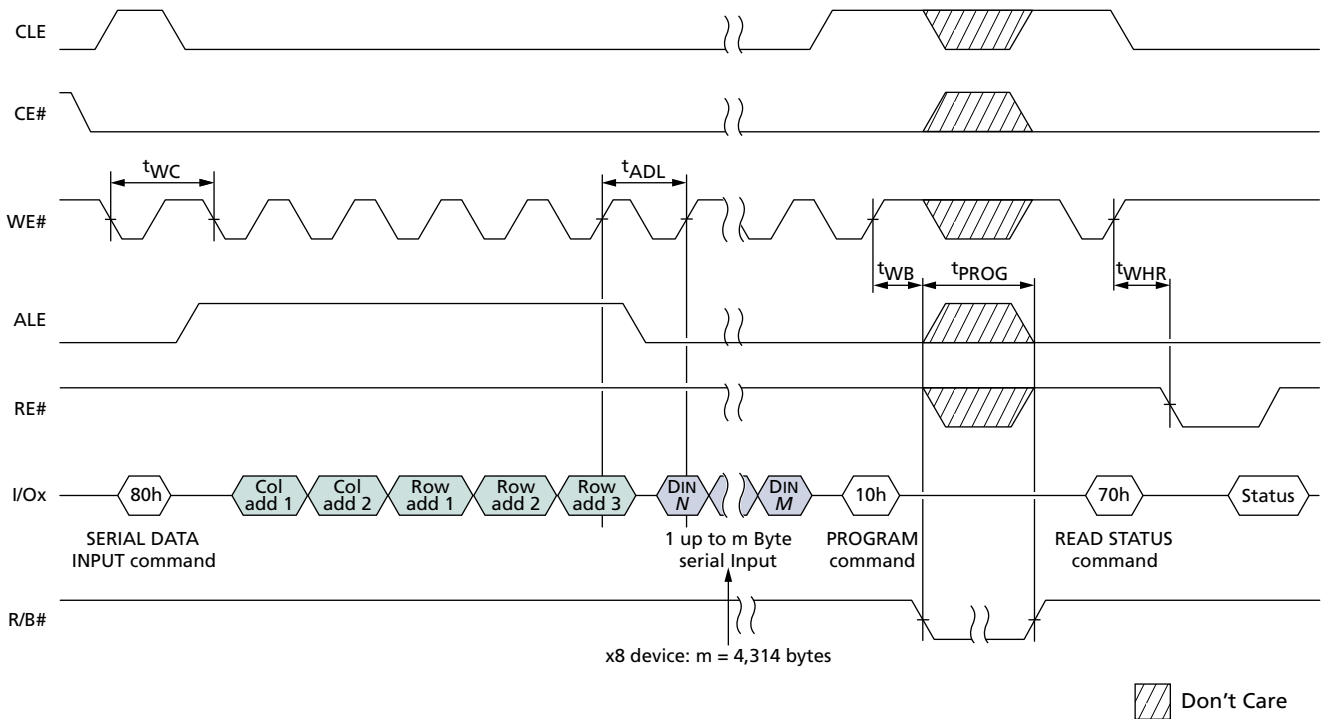 CLE
CE#
tWC
tADL
WE#
tWB
tPROG
tWHR
ALE
RE#
I/Ox
80h
Col
add 1
Col
add 2
Row
add 1
Row
add 2
Row
add 3
DIN
N
DIN
M
10h
70h
Status
SERIAL DATA
INPUT command
1 up to m Byte
serial Input
PROGRAM
command
READ STATUS
command
R/B#
x8 device: m = 4,314 bytes
Don't Care